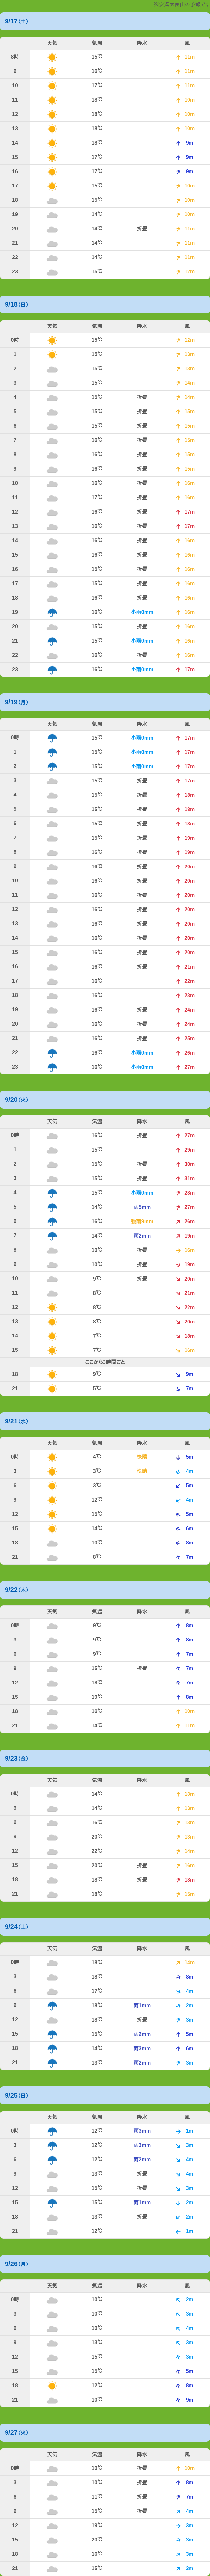 ※安達太良山の予報です
9/17(土)
天気 気温 降水 風
8時 15℃ 11m
9 16℃ 11m
10 17℃ 11m
11 18℃ 10m
12 18℃ 10m
13 18℃ 10m
14 18℃ 9m
15 17℃ 9m
16 17℃ 9m
17 15℃ 10m
18 15℃ 10m
19 14℃ 10m
20 14℃ 折畳 11m
21 14℃ 11m
22 14℃ 11m
23 15℃ 12m
9/18(日)
天気 気温 降水 風
0時 15℃ 12m
1 15℃ 13m
2 15℃ 13m
3 15℃ 14m
4 15℃ 折畳 14m
5 15℃ 折畳 15m
6 15℃ 折畳 15m
7 15℃ 折畳 15m
8 16℃ 折畳 15m
9 16℃ 折畳 15m
10 16℃ 折畳 16m
11 17℃ 折畳 16m
12 16℃ 折畳 17m
13 16℃ 折畳 17m
14 16℃ 折畳 16m
15 16℃ 折畳 16m
16 15℃ 折畳 16m
17 15℃ 折畳 16m
18 16℃ 折畳 16m
19 16℃ 小雨0mm 16m
20 15℃ 折畳 16m
21 16℃ 小雨0mm 16m
22 16℃ 折畳 16m
23 16℃ 小雨0mm 17m
9/19(月)
天気 気温 降水 風
0時 15℃ 小雨0mm 17m
1 15℃ 小雨0mm 17m
2 15℃ 小雨0mm 17m
3 15℃ 折畳 17m
4 15℃ 折畳 18m
5 15℃ 折畳 18m
6 15℃ 折畳 18m
7 15℃ 折畳 19m
8 16℃ 折畳 19m
9 16℃ 折畳 20m
10 16℃ 折畳 20m
11 16℃ 折畳 20m
12 16℃ 折畳 20m
13 16℃ 折畳 20m
14 16℃ 折畳 20m
15 16℃ 折畳 20m
16 16℃ 折畳 21m
17 16℃ 22m
18 16℃ 23m
19 16℃ 折畳 24m
20 16℃ 折畳 24m
21 16℃ 折畳 25m
22 16℃ 小雨0mm 26m
23 16℃ 小雨0mm 27m
9/20(火)
天気 気温 降水 風
0時 16℃ 折畳 27m
1 15℃ 29m
2 15℃ 折畳 30m
3 15℃ 折畳 31m
4 15℃ 小雨0mm 28m
5 14℃ 雨5mm 27m
6 16℃ 26m
7 14℃ 雨2mm 19m
8 10℃ 折畳 16m
9 10℃ 折畳 19m
10 9℃ 折畳 20m
11 8℃ 21m
12 8℃ 22m
13 8℃ 20m
14 7℃ 18m
15 7℃ 16m
ここから3時間ごと
18 9℃ 9m
21 5℃ 7m
9/21(水)
天気 気温 降水 風
0時 4℃ 5m
3 3℃ 4m
6 3℃ 5m
9 12℃ 4m
12 15℃ 5m
15 14℃ 6m
18 10℃ 8m
21 8℃ 7m
9/22(木)
天気 気温 降水 風
0時 9℃ 8m
3 9℃ 8m
6 9℃ 7m
9 15℃ 折畳 7m
12 18℃ 7m
15 19℃ 8m
18 16℃ 10m
21 14℃ 11m
9/23(金)
天気 気温 降水 風
0時 14℃ 13m
3 14℃ 13m
6 16℃ 13m
9 20℃ 13m
12 22℃ 14m
15 20℃ 折畳 16m
18 18℃ 折畳 18m
21 18℃ 15m
9/24(土)
天気 気温 降水 風
0時 18℃ 14m
3 18℃ 8m
6 17℃ 4m
9 18℃ 雨1mm 2m
12 18℃ 折畳 3m
15 15℃ 雨2mm 5m
18 14℃ 雨3mm 6m
21 13℃ 雨2mm 3m
9/25(日)
天気 気温 降水 風
0時 12℃ 雨3mm 1m
3 12℃ 雨3mm 3m
6 12℃ 雨2mm 4m
9 13℃ 折畳 4m
12 15℃ 折畳 3m
15 15℃ 雨1mm 2m
18 13℃ 折畳 2m
21 12℃ 1m
9/26(月)
天気 気温 降水 風
0時 10℃ 2m
3 10℃ 3m
6 10℃ 4m
9 13℃ 3m
12 15℃ 3m
15 15℃ 5m
18 12℃ 8m
21 10℃ 9m
9/27(火)
天気 気温 降水 風
0時 10℃ 折畳 10m
3 10℃ 折畳 8m
6 11℃ 折畳 7m
9 15℃ 折畳 4m
12 19℃ 3m
15 20℃ 3m
18 16℃ 3m
21 15℃ 3m